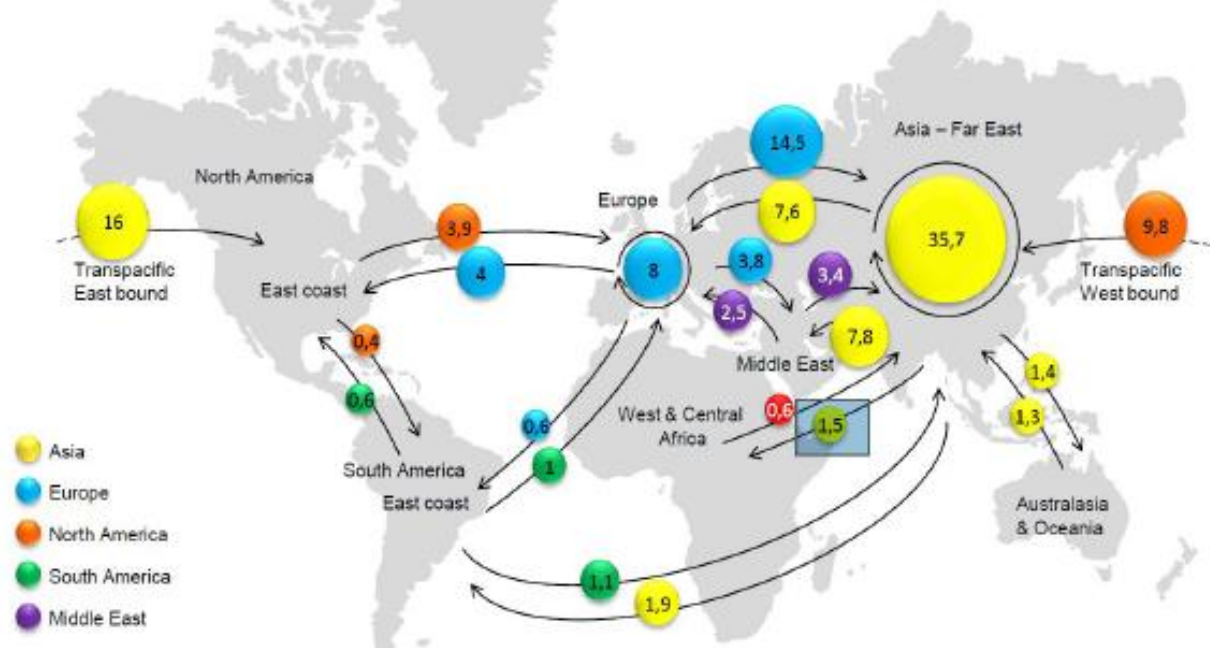 14,5
Asia – Far East
North America
Europe
7,6
16
3,9
35,7
9,8
Transpacific
East bound
4
8
3,8
3,4
Transpacific
West bound
East coast
2,5
0,4
7,8
Middle East
1,4
0,6
0,6
West & Central
Africa
0,6
1,5
1,3
Asia
South America
1
East coast
Europe
Australasia
& Oceania
North America
South America
1,1
1,9
Middle East